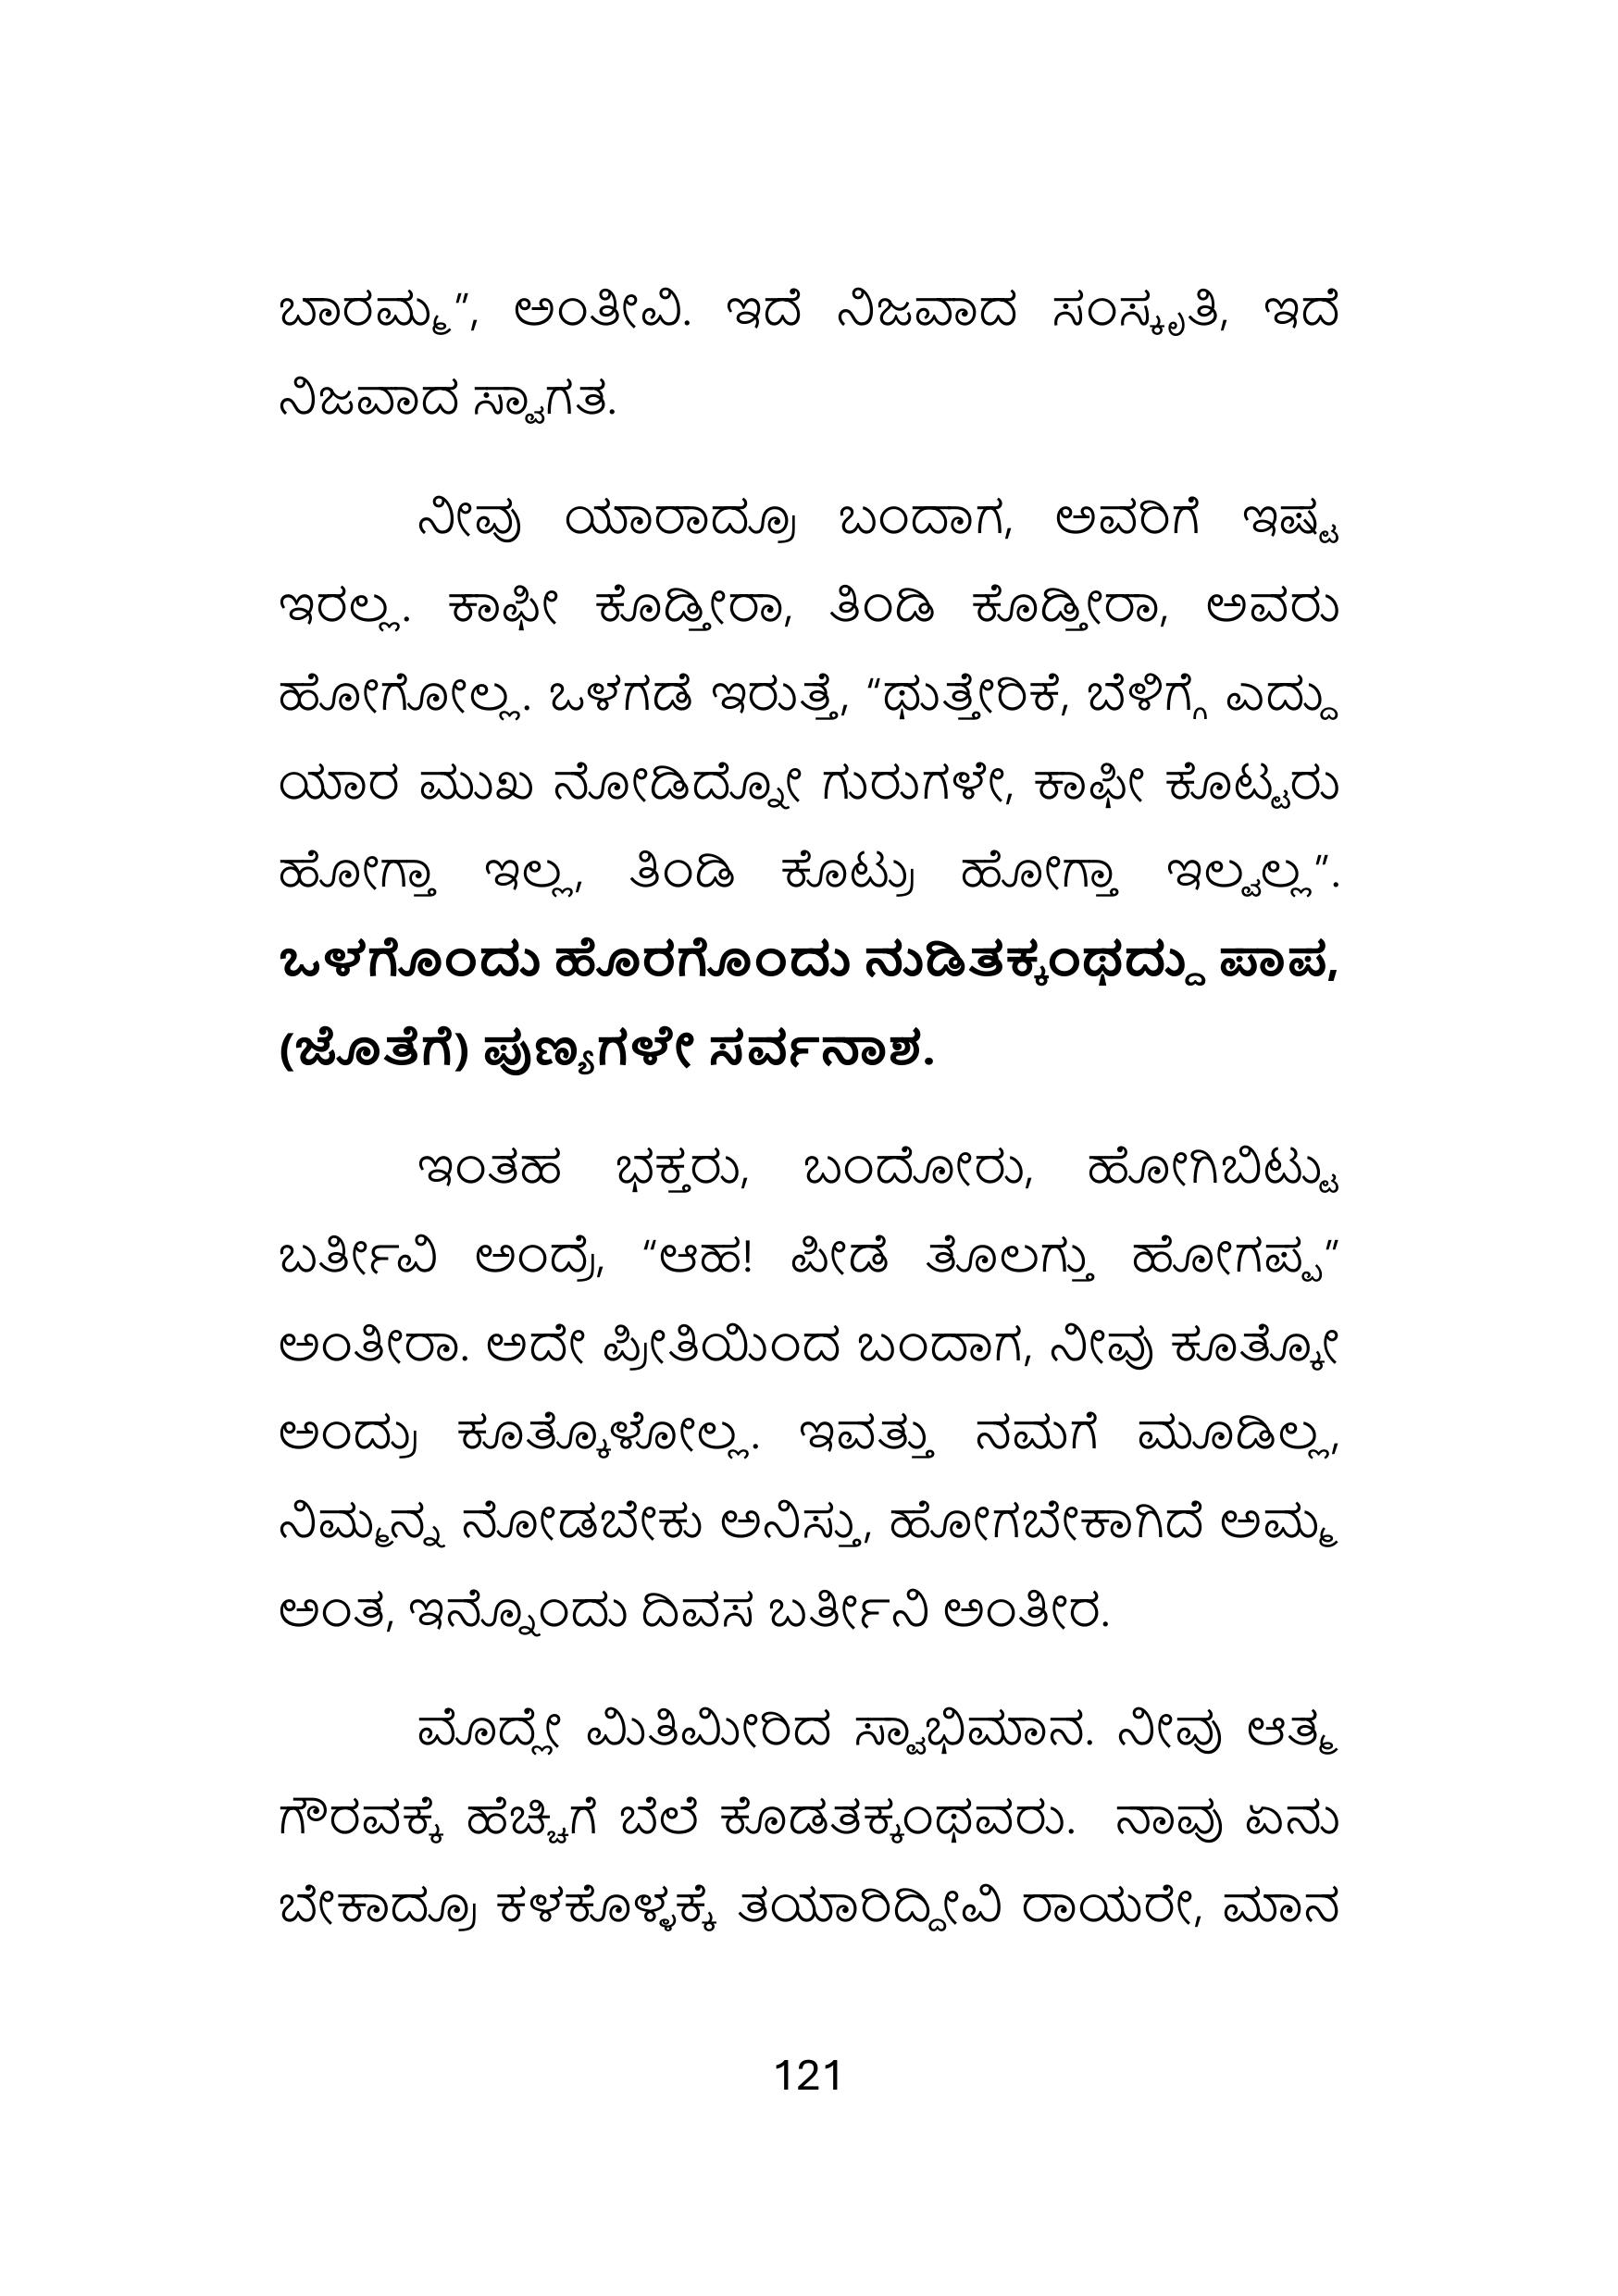 ಬಾರಮ್ಮ”, ಅಂತೀವಿ. ಇದೆ ನಿಜವಾದ ಸಂಸ್ಕೃತಿ, ಇದೆ
ನಿಜವಾದ ಸ್ವಾಗತ.
ನೀವು ಯಾರಾದ್ರೂ ಬಂದಾಗ, ಅವರಿಗೆ ಇಷ್ಟ
ಇರಲ್ಲ. ಕಾಫೀ ಕೊಡ್ತೀರಾ, ತಿಂಡಿ ಕೊಡ್ತೀರಾ, ಅವರು
ಹೋಗೋಲ್ಲ. ಒಳಗಡೆ ಇರುತ್ತೆ, “ಥುತ್ತೇರಿಕೆ, ಬೆಳಿಗ್ಗೆ ಎದ್ದು
ಯಾರ ಮುಖ ನೋಡಿದ್ನೋ ಗುರುಗಳೇ, ಕಾಫೀ ಕೊಟ್ಟರು
ಹೋಗ್ತಾ ಇಲ್ಲ, ತಿಂಡಿ ಕೊಟ್ರು ಹೋಗ್ತಾ ಇಲ್ವಲ್ಲ”.
ಒಳಗೊಂದು ಹೊರಗೊಂದು ನುಡಿತಕ್ಕಂಥದ್ದು ಪಾಪ,
(ಜೊತೆಗೆ) ಪುಣ್ಯಗಳೇ ಸರ್ವನಾಶ.
ಇಂತಹ ಭಕ್ತರು, ಬಂದೋರು, ಹೋಗಿಬಿಟ್ಟು
ಬರ್ತೀವಿ ಅಂದ್ರೆ, “ಆಹ! ಪೀಡೆ ತೊಲಗ್ತು ಹೋಗಪ್ಪ”
ಅಂತೀರಾ. ಅದೇ ಪ್ರೀತಿಯಿಂದ ಬಂದಾಗ, ನೀವು ಕೂತ್ಕೋ
ಅಂದ್ರು ಕೂತ್ಕೊಳೋಲ್ಲ. ಇವತ್ತು ನಮಗೆ ಮೂಡಿಲ್ಲ,
ನಿಮ್ಮನ್ನ ನೋಡಬೇಕು ಅನಿಸ್ತು, ಹೋಗಬೇಕಾಗಿದೆ ಅಮ್ಮ
ಅಂತ, ಇನ್ನೊಂದು ದಿವಸ ಬರ್ತೀನಿ ಅಂತೀರ.
ಮೊದ್ಲೇ ಮಿತಿಮೀರಿದ ಸ್ವಾಭಿಮಾನ. ನೀವು ಆತ್ಮ
ಗೌರವಕ್ಕೆ ಹೆಚ್ಚಿಗೆ ಬೆಲೆ ಕೊಡತಕ್ಕಂಥವರು. ನಾವು ಏನು
ಬೇಕಾದ್ರೂ ಕಳಕೊಳ್ಳಕ್ಕೆ ತಯಾರಿದ್ದೀವಿ ರಾಯರೇ, ಮಾನ
121